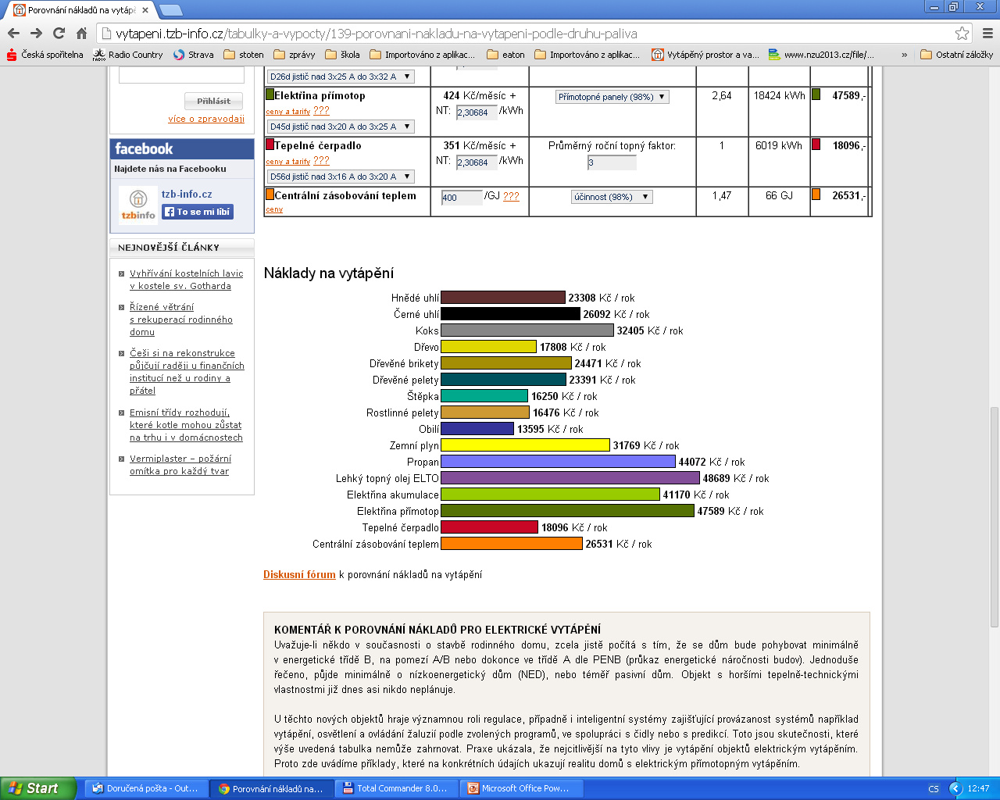 Porovnání nákladů na vytápě
vytapeni.tzb-info.cz/tabulky-a-vypocty/139-porovnani-nakladu-na-vytapeni-podle-druhu-paliva
Česká spořitelna Radio Country Strava stoten zprávy škola Importováno z aplikac... eaton Importováno z aplikac... Vytápěný prostor a va... www.nzu2013.cz/file/... » Ostatní záložky
Přihlásit
více o zpravodaji
facebook
Najdete nás na Facebooku
tzb-info.cz
tzbinfo
To se mi líbí
NEJNOVĚJŠÍ ČLÁNKY
Vyhřívání kostelních lavic
v kostele sv. Gotharda
Řízené větrání
s rekuperací rodinného
domu
Češi si na rekonstrukce
půjčují raději u finančních
institucí než u rodiny a
přátel
Emisní třídy rozhodují,
které kotle mohou zůstat
na trhu i v domácnostech
Vermiplaster – požární
omítka pro každý tvar
D26d jistič nad 3x25 A do 3x32 A
Elektřina přímotop 424 Kč/měsíc + Přímotopné panely (98%) 2,64 18424 kWh 47589,-
ceny a tarify ??? NT: 2,30684 /kWh
D45d jistič nad 3x20 A do 3x25 A
Tepelné čerpadlo 351 Kč/měsíc + Průměrný roční topný faktor: 1 6019 kWh 18096,-
ceny a tarify ??? NT: 2,30684 /kWh 3
D56d jistič nad 3x16 A do 3x20 A
Centrální zásobování teplem 400 /GJ ??? účinnost (98%) 1,47 66 GJ 26531,-
ceny
Náklady na vytápění
Hnědé uhlí 23308 Kč / rok
Černé uhlí 26092 Kč / rok
Koks 32405 Kč / rok
Dřevo 17808 Kč / rok
Dřevěné brikety 24471 Kč / rok
Dřevěné pelety 23391 Kč / rok
Štěpka 16250 Kč / rok
Rostlinné pelety 16476 Kč / rok
Obilí 13595 Kč / rok
Zemní plyn 31769 Kč / rok
Propan 44072 Kč / rok
Lehký topný olej ELTO 48689 Kč / rok
Elektřina akumulace 41170 Kč / rok
Elektřina přímotop 47589 Kč / rok
Tepelné čerpadlo 18096 Kč / rok
Centrální zásobování teplem 26531 Kč / rok
Diskusní fórum k porovnání nákladů na vytápění
KOMENTÁŘ K POROVNÁNÍ NÁKLADŮ PRO ELEKTRICKÉ VYTÁPĚNÍ
Uvažuje-li někdo v současnosti o stavbě rodinného domu, zcela jistě počítá s tím, že se dům bude pohybovat minimálně
v energetické třídě B, na pomezí A/B nebo dokonce ve třídě A dle PENB (průkaz energetické náročnosti budov). Jednoduše
řečeno, půjde minimálně o nízkoenergetický dům (NED), nebo téměř pasivní dům. Objekt s horšími tepelně-technickými
vlastnostmi již dnes asi nikdo neplánuje.
U těchto nových objektů hraje významnou roli regulace, případně i inteligentní systémy zajišťující provázanost systémů například
vytápění, osvětlení a ovládání žaluzií podle zvolených programů, ve spolupráci s čidly nebo s predikcí. Toto jsou skutečnosti, které
výše uvedená tabulka nemůže zahrnovat. Praxe ukázala, že nejcitlivější na tyto vlivy je vytápění objektů elektrickým vytápěním.
Proto zde uvádíme příklady, které na konkrétních údajích ukazují realitu domů s elektrickým přímotopným vytápěním.
Start Doručená pošta - Out... Porovnání nákladů na... Total Commander 8.0... Microsoft Office Pow... CS 12:47